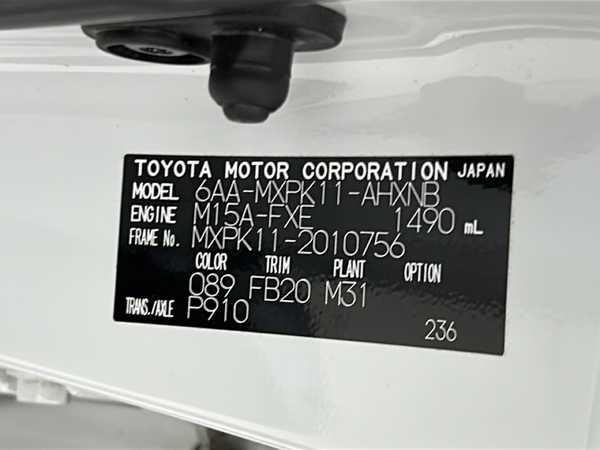 TOYOTA MOTOR CORPORATION JAPAN
MODEL 6AA-MXPK11-AHXNB
ENGINE M15A-FXE 1490 mL
FRAME No. MXPK11-2010756
COLOR TRIM PLANT OPTION
089 FB20 M31
TRANS./AXLE P910
236